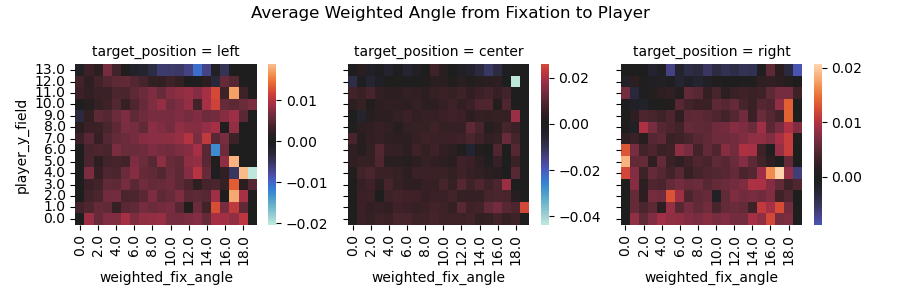 Average Weighted Angle from Fixation to Player
target_position = left
target_position = center
target_position = right
player_y_field
13.0
12.0
11.0
10.0
9.0
8.0
7.0
6.0
5.0
4.0
3.0
2.0
1.0
0.0
0.0 2.0 4.0 6.0 8.0 10.0 12.0 14.0 16.0 18.0
weighted_fix_angle
0.01
0.00
−0.01
−0.02
0.0 2.0 4.0 6.0 8.0 10.0 12.0 14.0 16.0 18.0
weighted_fix_angle
0.02
0.00
−0.02
−0.04
0.0 2.0 4.0 6.0 8.0 10.0 12.0 14.0 16.0 18.0
weighted_fix_angle
0.02
0.01
0.00